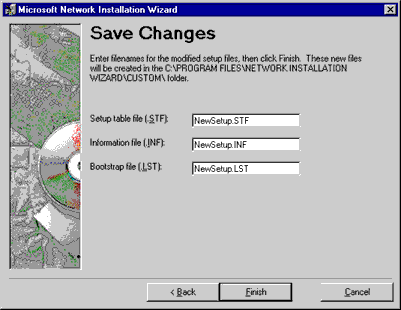 Microsoft Network Installation Wizard
Save Changes
Enter filenames for the modified setup files, then click Finish. These new files
will be created in the C:\PROGRAM FILES\NETWORK INSTALLATION
WIZARD\CUSTOM\ folder.
Setup table file (.STF):
NewSetup.STF
Information file (.INF):
NewSetup.INF
Bootstrap file (.LST):
NewSetup.LST
< Back
Finish
Cancel